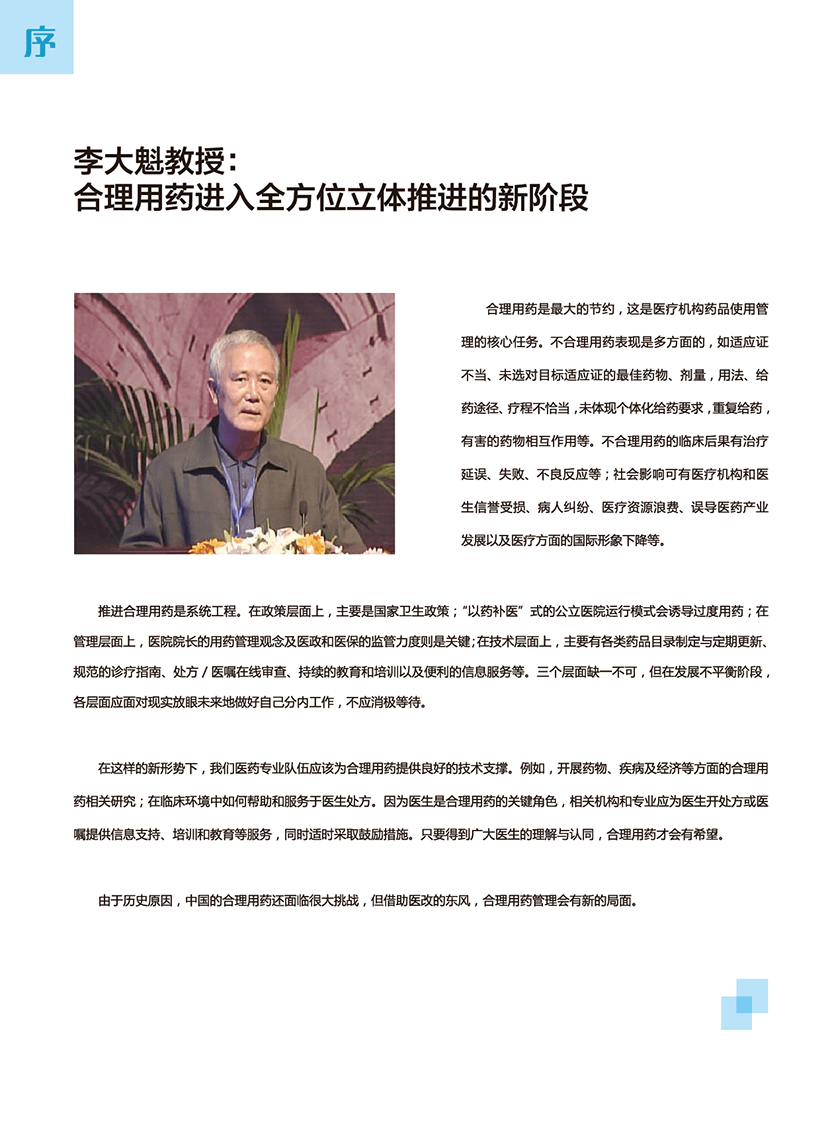 序
李大魁教授：
合理用药进入全方位立体推进的新阶段
合理用药是最大的节约，这是医疗机构药品使用管
理的核心任务。不合理用药表现是多方面的，如适应证
不当、未选对目标适应证的最佳药物、剂量，用法、给
药途径、疗程不恰当，未体现个体化给药要求，重复给药，
有害的药物相互作用等。不合理用药的临床后果有治疗
延误、失败、不良反应等；社会影响可有医疗机构和医
生信誉受损、病人纠纷、医疗资源浪费、误导医药产业
发展以及医疗方面的国际形象下降等。
推进合理用药是系统工程。在政策层面上，主要是国家卫生政策；“以药补医”式的公立医院运行模式会诱导过度用药；在
管理层面上，医院院长的用药管理观念及医政和医保的监管力度则是关键；在技术层面上，主要有各类药品目录制定与定期更新、
规范的诊疗指南、处方 / 医嘱在线审查、持续的教育和培训以及便利的信息服务等。三个层面缺一不可，但在发展不平衡阶段，
各层面应面对现实放眼未来地做好自己分内工作，不应消极等待。
在这样的新形势下，我们医药专业队伍应该为合理用药提供良好的技术支撑。例如，开展药物、疾病及经济等方面的合理用
药相关研究；在临床环境中如何帮助和服务于医生处方。因为医生是合理用药的关键角色，相关机构和专业应为医生开处方或医
嘱提供信息支持、培训和教育等服务，同时适时采取鼓励措施。只要得到广大医生的理解与认同，合理用药才会有希望。
由于历史原因，中国的合理用药还面临很大挑战，但借助医改的东风，合理用药管理会有新的局面。